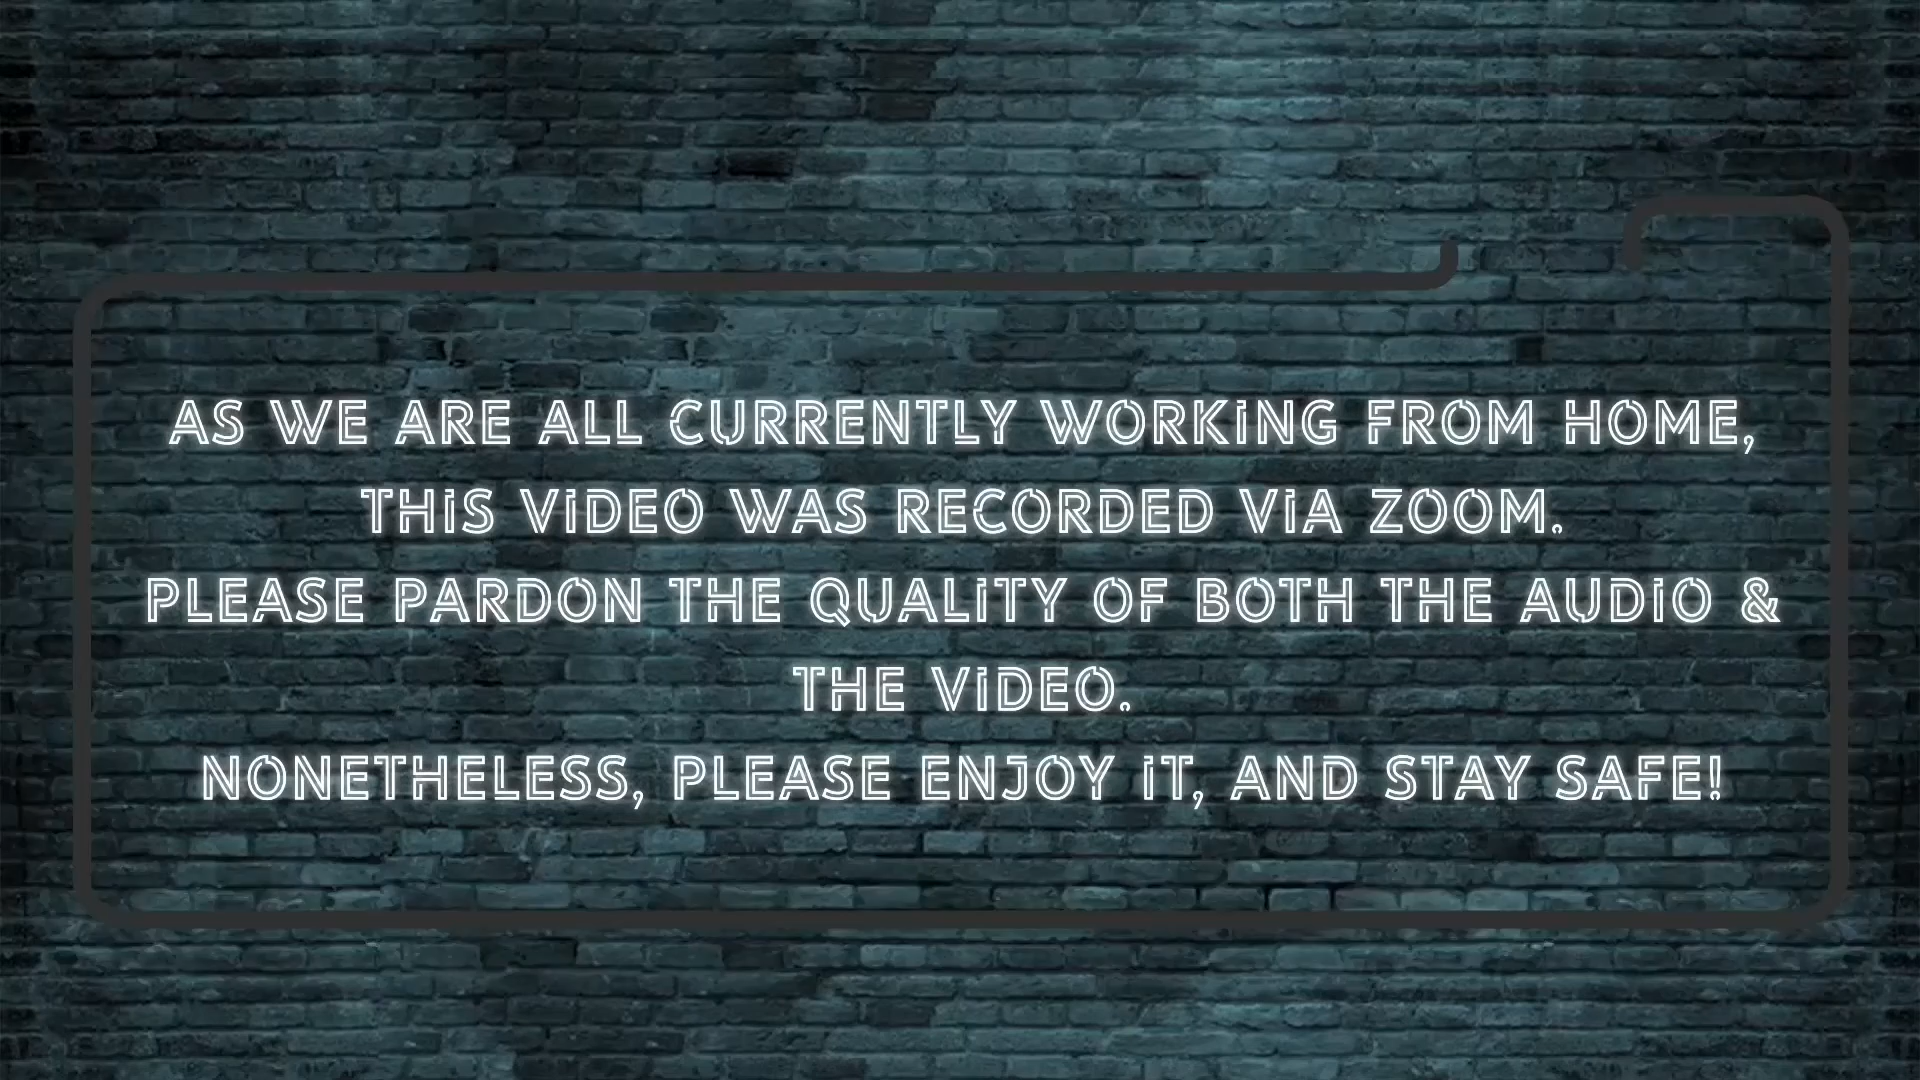 AS WE ARE ALL CURRENTLY WORKiNG FROM HOME,
THiS ViDEO WAS RECORDED ViA ZOOM.
PLEASE PARDON THE QUALiTY OF BOTH THE AUDiO &
THE ViDEO.
NONETHELESS, PLEASE ENJOY iT, AND STAY SAFE!